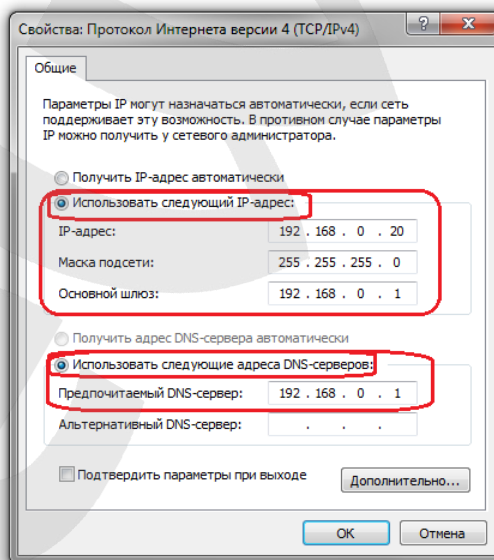 Свойства: Протокол Интернета версии 4 (TCP/IPv4)
Общие
Параметры IP могут назначаться автоматически, если сеть
поддерживает эту возможность. В противном случае параметры
IP можно получить у сетевого администратора.
Получить IP-адрес автоматически
Использовать следующий IP-адрес:
IP-адрес: 192 . 168 . 0 . 20
Маска подсети: 255 . 255 . 255 . 0
Основной шлюз: 192 . 168 . 0 . 1
Получить адрес DNS-сервера автоматически
Использовать следующие адреса DNS-серверов:
Предпочитаемый DNS-сервер: 192 . 168 . 0 . 1
Альтернативный DNS-сервер: . . .
Подтвердить параметры при выходе
Дополнительно...
ОК Отмена